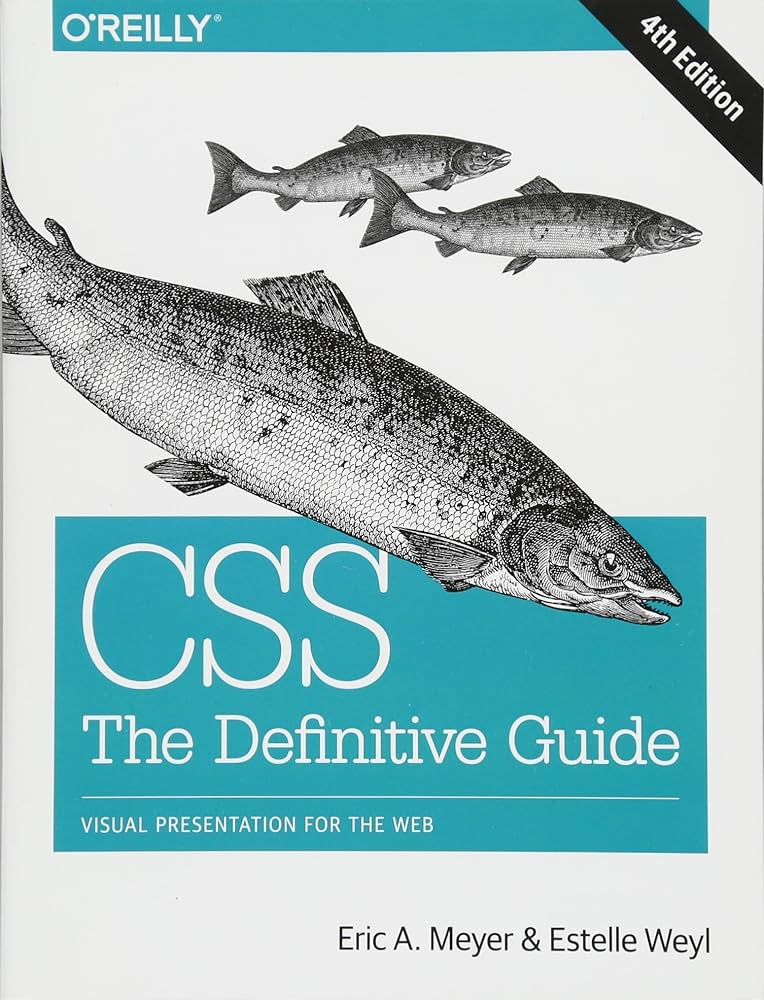 O'REILLY®
4th Edition
CSS
The Definitive Guide
VISUAL PRESENTATION FOR THE WEB
Eric A. Meyer & Estelle Weyl